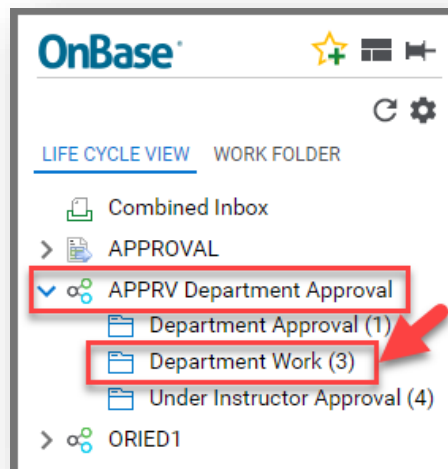 OnBase®
LIFE CYCLE VIEW WORK FOLDER
Combined Inbox
APPROVAL
APPRV Department Approval
Department Approval (1)
Department Work (3)
Under Instructor Approval (4)
ORIED1